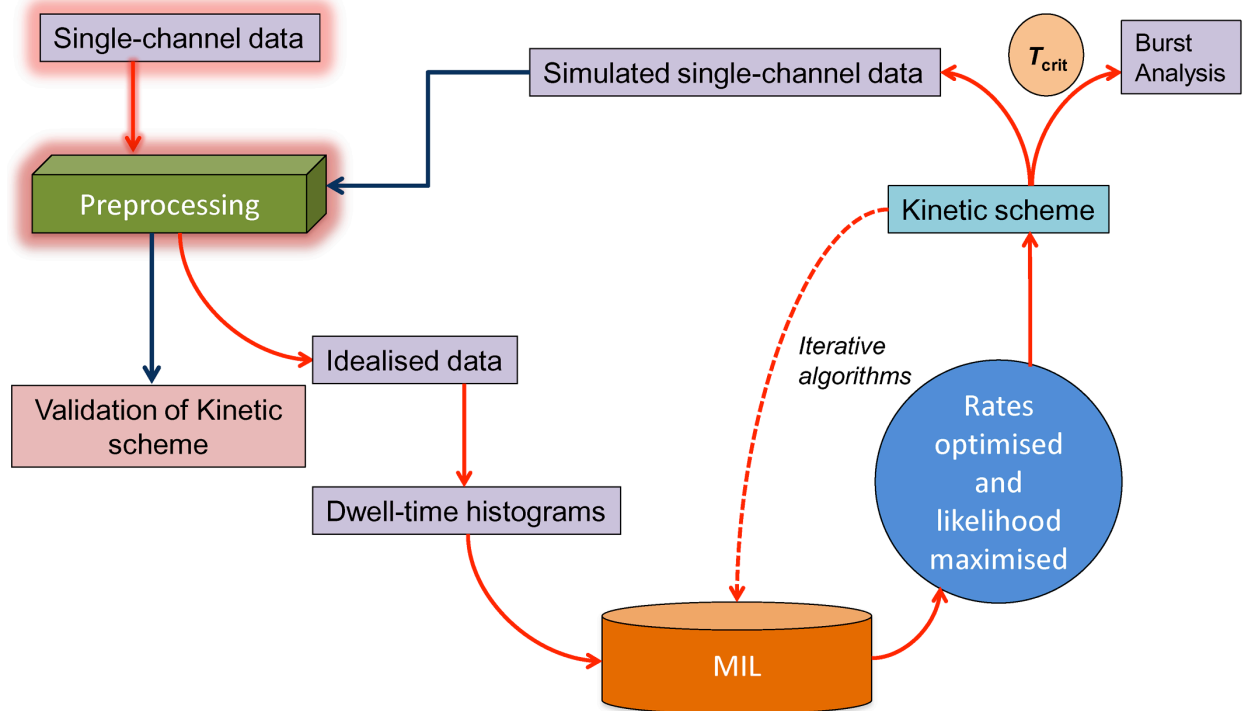 Single-channel data
Simulated single-channel data
Tcrit
Burst
Analysis
Preprocessing
Kinetic scheme
Idealised data
Iterative
algorithms
Validation of Kinetic
scheme
Rates
optimised
and
likelihood
maximised
Dwell-time histograms
MIL